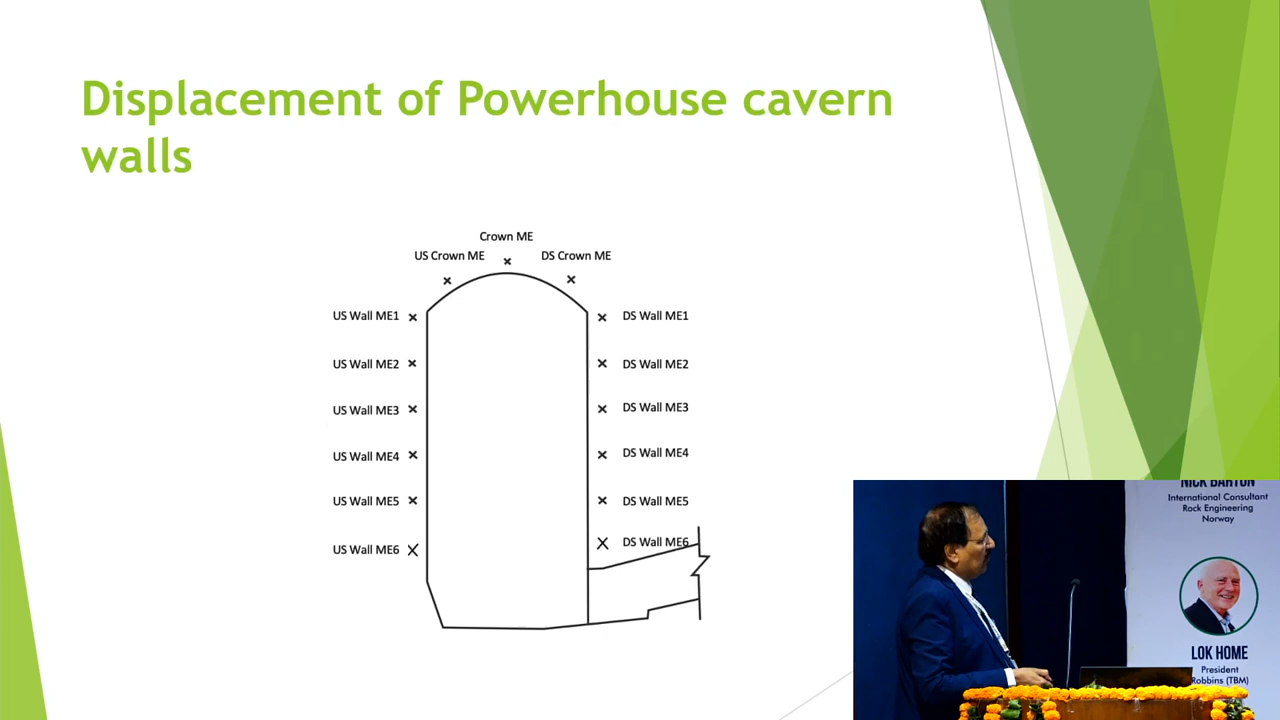 Displacement of Powerhouse cavern
walls
Crown ME
US Crown ME
DS Crown ME
US Wall ME1
DS Wall ME1
US Wall ME2
DS Wall ME2
US Wall ME3
DS Wall ME3
US Wall ME4
DS Wall ME4
US Wall ME5
DS Wall ME5
US Wall ME6
DS Wall ME6
NICK BARTON
International Consultant
Rock Engineering
Norway
LOK HOME
President
Robbins (TBM)